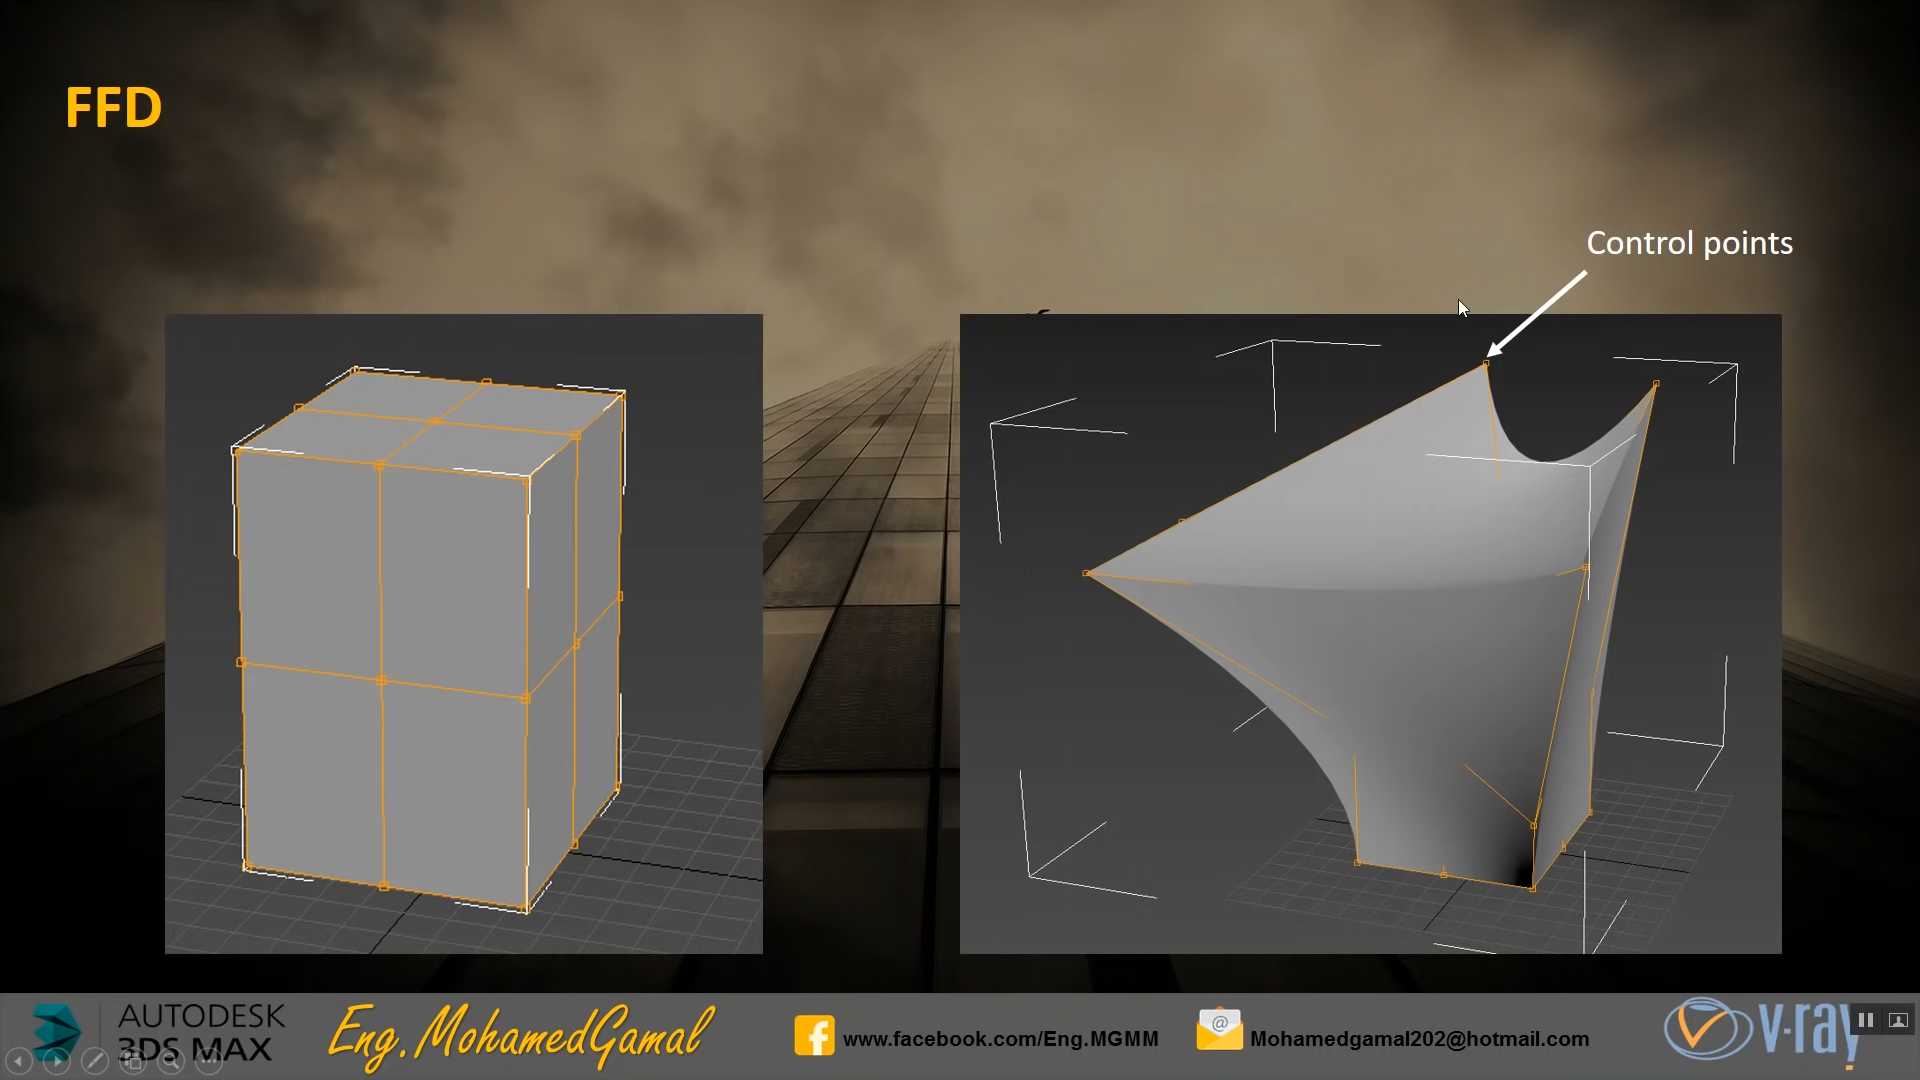 FFD
Control points
AUTODESK
3DS MAX
Eng.MohamedGamal
www.facebook.com/Eng.MGMM
@
Mohamedgamal202@hotmail.com
v-ray